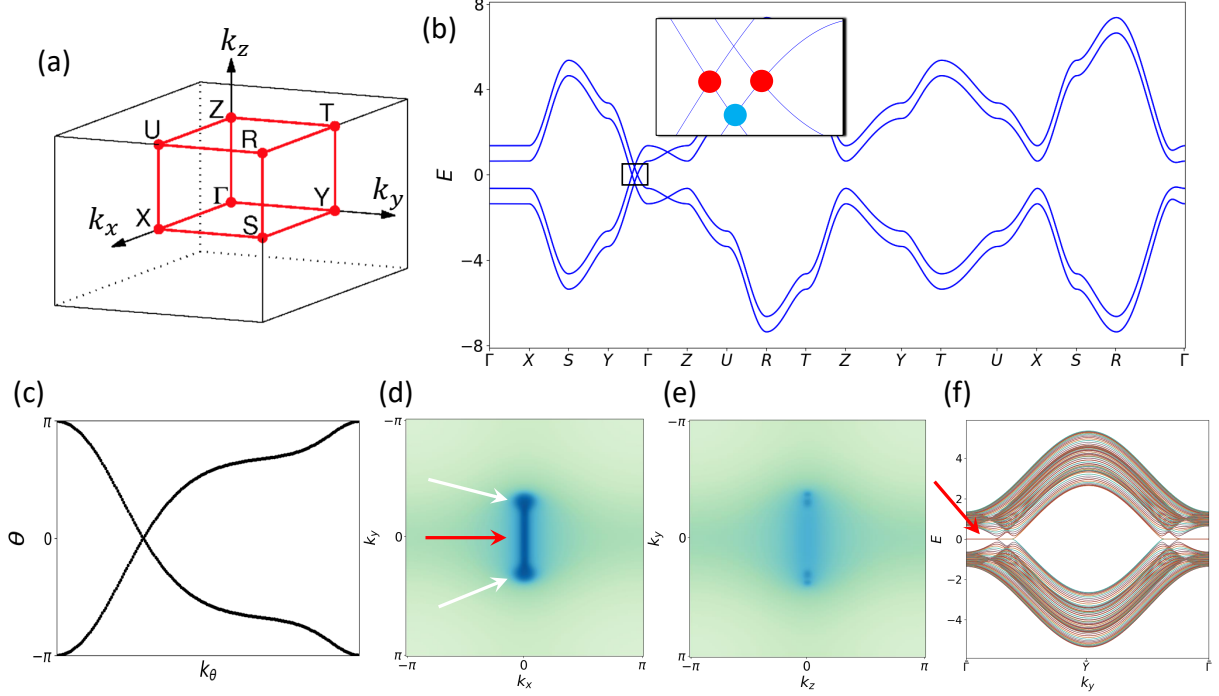 (a)
k_z
Z
T
U
R
Γ
Y
k_y
X
S
k_x
(b)
8
4
0
−4
−8
E
Γ X S Y Γ Z U R T Z Y T U X S R Γ
(c)
π
0
−π
θ
k_θ
(d)
−π
0
π
k_y
−π 0 π
k_x
(e)
−π
0
π
k_y
−π 0 π
k_z
(f)
4
2
0
−2
−4
E
Γ̄ Ȳ Γ̄
k_y